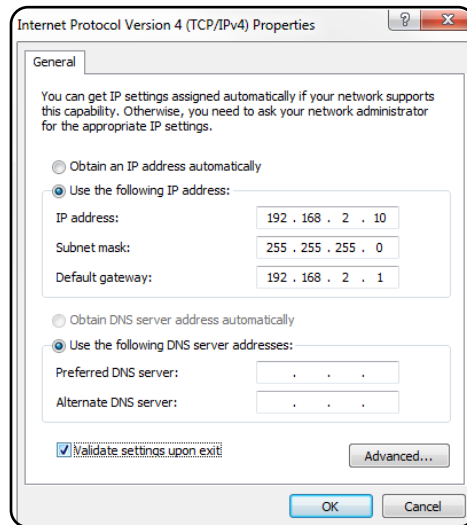 Internet Protocol Version 4 (TCP/IPv4) Properties
?
X
General
You can get IP settings assigned automatically if your network supports
this capability. Otherwise, you need to ask your network administrator
for the appropriate IP settings.
Obtain an IP address automatically
Use the following IP address:
IP address: 192 . 168 . 2 . 10
Subnet mask: 255 . 255 . 255 . 0
Default gateway: 192 . 168 . 2 . 1
Obtain DNS server address automatically
Use the following DNS server addresses:
Preferred DNS server: . . .
Alternate DNS server: . . .
Validate settings upon exit
Advanced...
OK Cancel